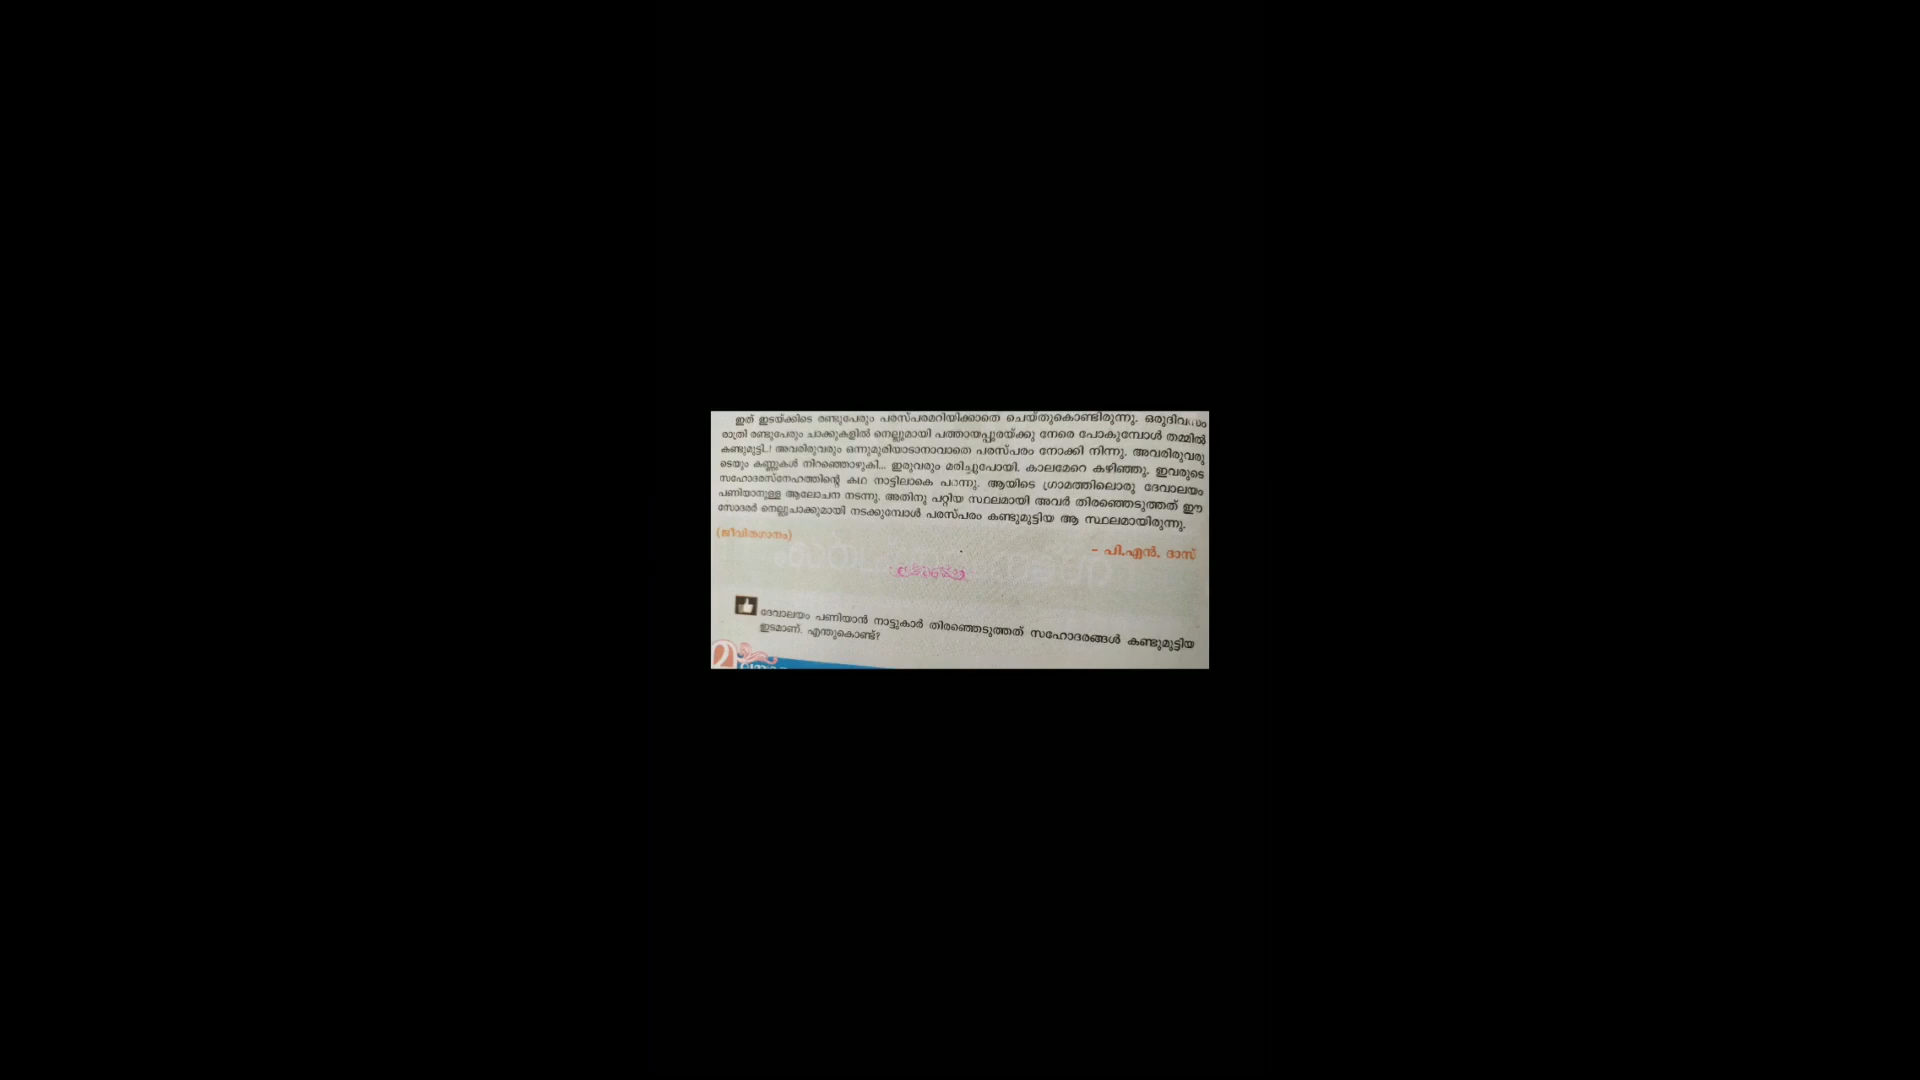 ഇത് ഇടയ്ക്കിടെ രണ്ടുപേരും പരസ്പരമറിയിക്കാതെ ചെയ്തുകൊണ്ടിരുന്നു. ഒരുദിവസം
രാത്രി രണ്ടുപേരും ചാക്കുകളിൽ നെല്ലുമായി പത്തായപ്പുരയ്ക്കു നേരെ പോകുമ്പോൾ തമ്മിൽ
കണ്ടുമുട്ടി..! അവരിരുവരും ഒന്നുമുരിയാടാനാവാതെ പരസ്പരം നോക്കി നിന്നു. അവരിരുവരു
ടെയും കണ്ണുകൾ നിറഞ്ഞൊഴുകി... ഇരുവരും മരിച്ചുപോയി. കാലമേറെ കഴിഞ്ഞു. ഇവരുടെ
സഹോദരസ്നേഹത്തിന്റെ കഥ നാട്ടിലാകെ പരന്നു. ആയിടെ ഗ്രാമത്തിലൊരു ദേവാലയം
പണിയാനുള്ള ആലോചന നടന്നു. അതിനു പറ്റിയ സ്ഥലമായി അവർ തിരഞ്ഞെടുത്തത് ഈ
സോദരർ നെല്ലുചാക്കുമായി നടക്കുമ്പോൾ പരസ്പരം കണ്ടുമുട്ടിയ ആ സ്ഥലമായിരുന്നു.
(ജീവിതഗാനം)
– പി.എൻ. ദാസ്
ദേവാലയം പണിയാൻ നാട്ടുകാർ തിരഞ്ഞെടുത്തത് സഹോദരങ്ങൾ കണ്ടുമുട്ടിയ
ഇടമാണ്. എന്തുകൊണ്ട്?